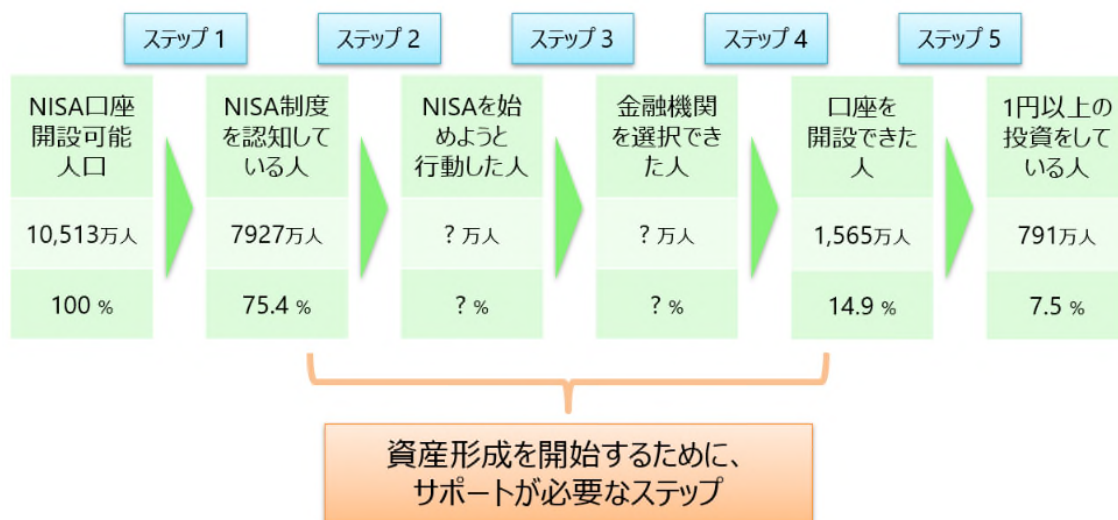 ステップ 1
ステップ 2
ステップ 3
ステップ 4
ステップ 5
NISA口座
開設可能
人口
10,513万人
100 %
NISA制度
を認知して
いる人
7927万人
75.4 %
NISAを始
めようと
行動した人
? 万人
? %
金融機関
を選択でき
た人
? 万人
? %
口座を
開設できた
人
1,565万人
14.9 %
1円以上の
投資をして
いる人
791万人
7.5 %
資産形成を開始するために、
サポートが必要なステップ